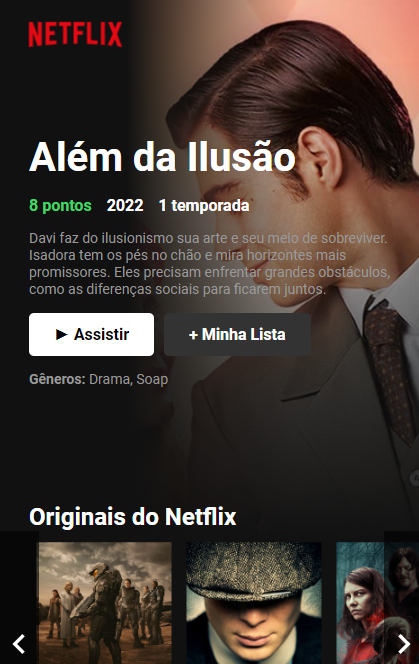 NETFLIX
Além da Ilusão
8 pontos 2022 1 temporada
Davi faz do ilusionismo sua arte e seu meio de sobreviver.
Isadora tem os pés no chão e mira horizontes mais
promissores. Eles precisam enfrentar grandes obstáculos,
como as diferenças sociais para ficarem juntos.
► Assistir + Minha Lista
Gêneros: Drama, Soap
Originais do Netflix